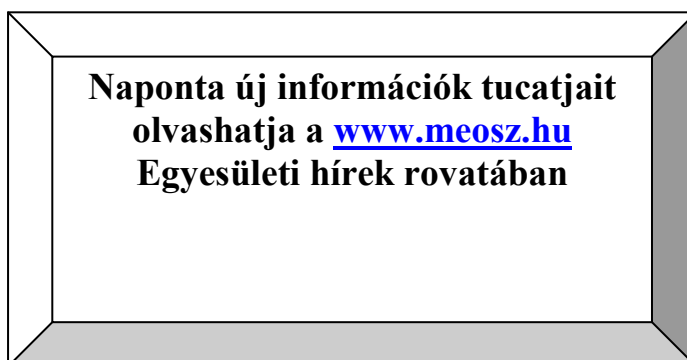 Naponta új információk tucatjait
olvashatja a www.meosz.hu
Egyesületi hírek rovatában